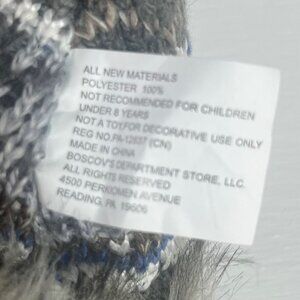 ALL NEW MATERIALS
POLYESTER 100%
NOT RECOMMENDED FOR CHILDREN
UNDER 8 YEARS
NOT A TOY FOR DECORATIVE USE ONLY
REG NO.PA-12637 (CN)
MADE IN CHINA
BOSCOV'S DEPARTMENT STORE, LLC.
ALL RIGHTS RESERVED
4500 PERKIOMEN AVENUE
READING, PA 19606